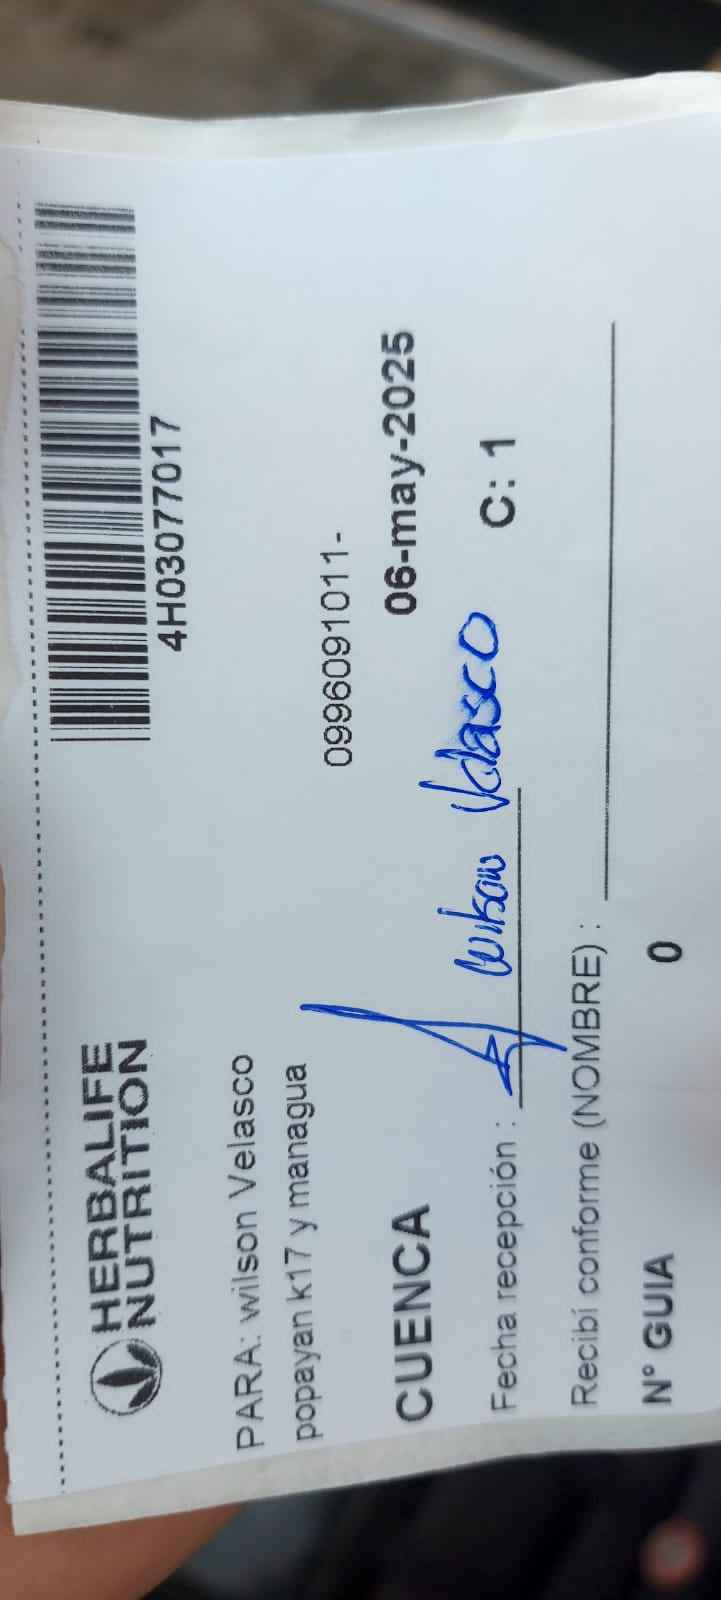 HERBALIFE
NUTRITION
4H03077017
PARA: wilson Velasco
popayan k17 y managua
0996091011-
CUENCA
06-may-2025
Fecha recepción : wilson Velasco C: 1
Recibí conforme (NOMBRE) :
N° GUIA 0